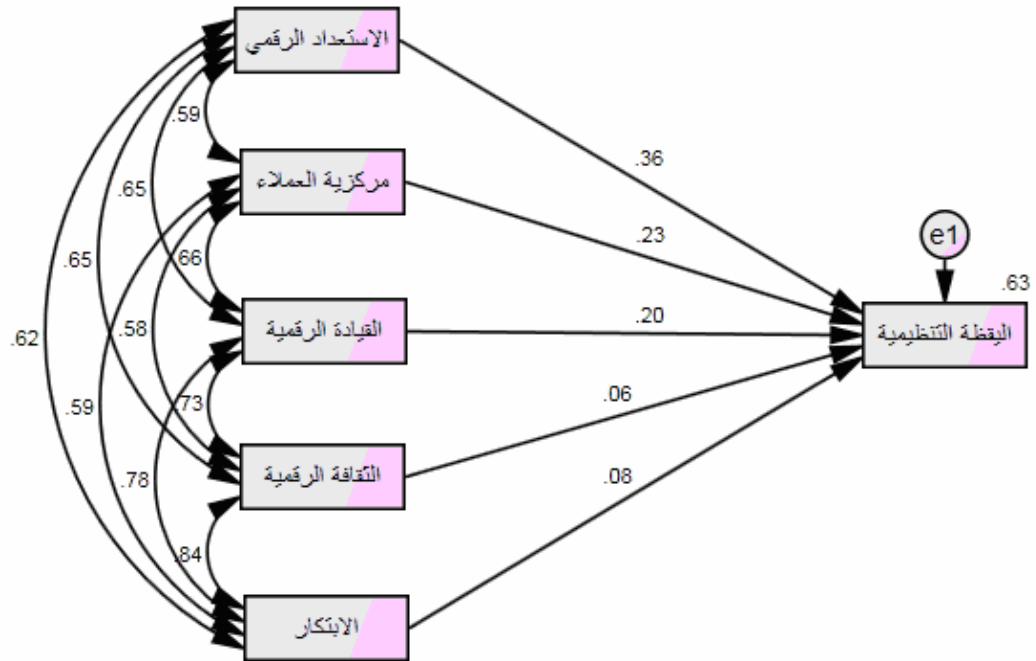 الاستعداد الرقمي
.59
.36
مركزية العملاء
.65
.23
e1
.65
.66
.63
.62
.58
القيادة الرقمية
.20
اليقظة التنظيمية
.59
.73
.06
.78
الثقافة الرقمية
.08
.84
الابتكار